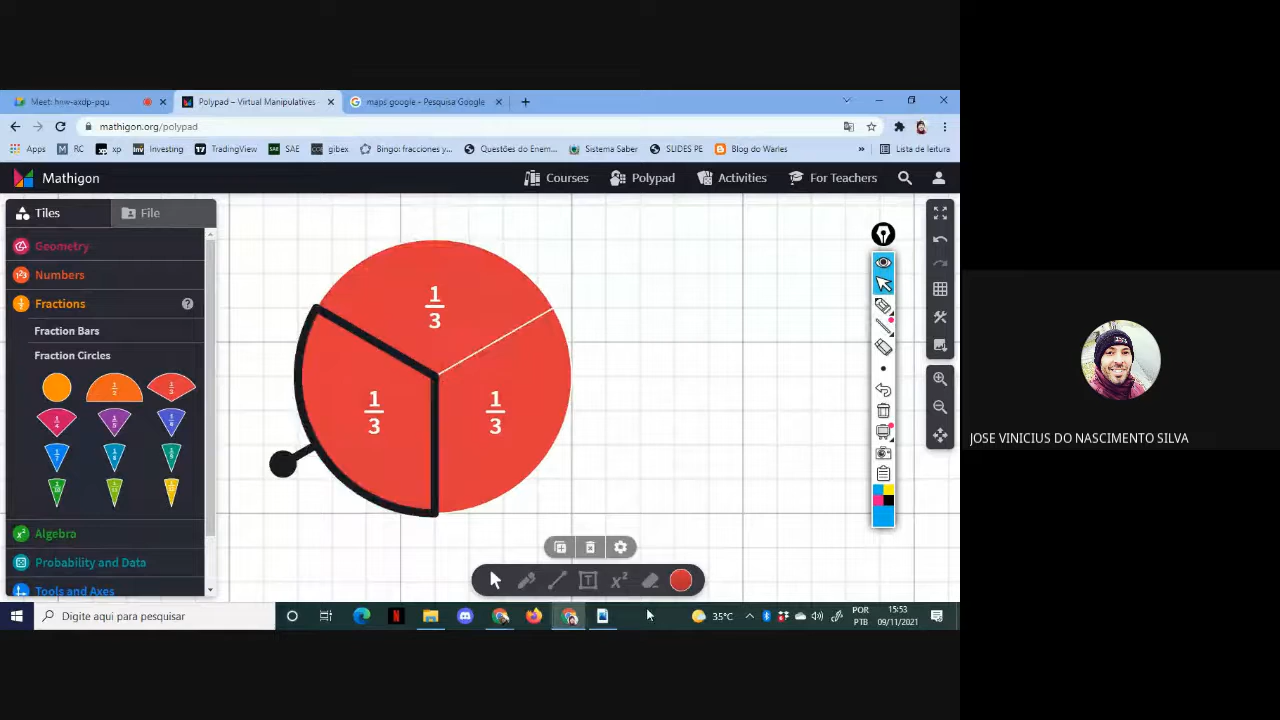 Meet: hnw-axdp-pqu
Polypad – Virtual Manipulatives
maps google - Pesquisa Google
mathigon.org/polypad
Apps
RC
xp
Investing
TradingView
SAE
gibex
Bingo: fracciones y...
Questões do Enem...
Sistema Saber
SLIDES PE
Blog do Warles
»
Lista de leitura
Mathigon
Courses
Polypad
Activities
For Teachers
Tiles
File
Geometry
Numbers
Fractions
?
Fraction Bars
Fraction Circles
Algebra
Probability and Data
Tools and Axes
1/3
1/3
1/3
T
x²
Digite aqui para pesquisar
35°C
POR
PTB
15:53
09/11/2021
JOSE VINICIUS DO NASCIMENTO SILVA